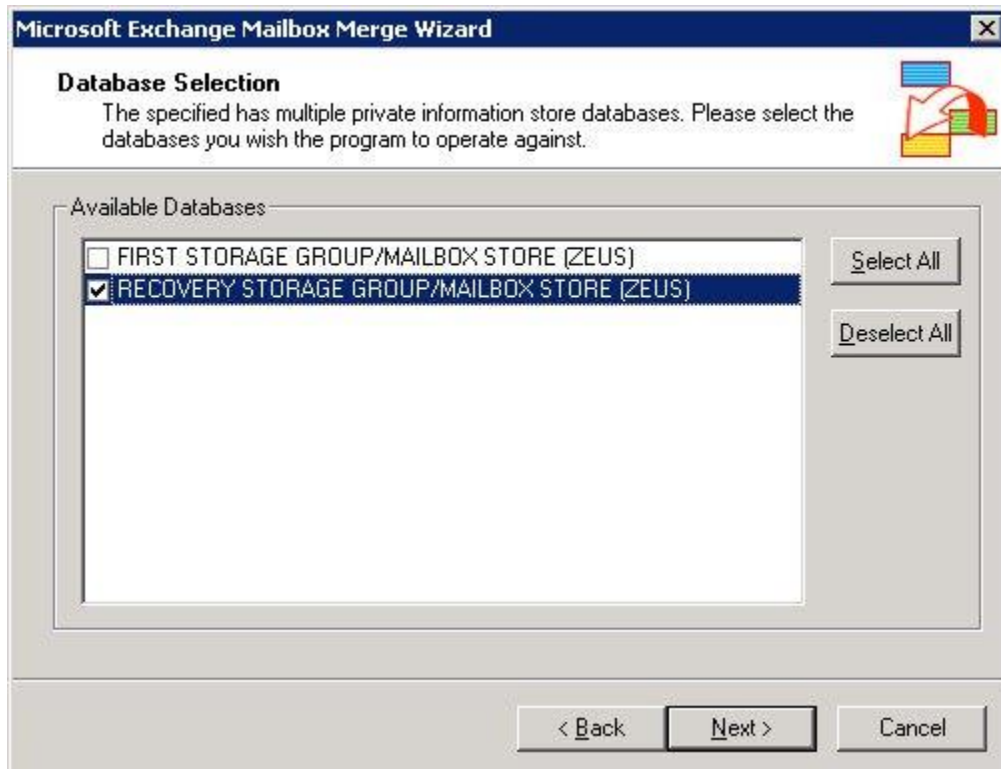 Microsoft Exchange Mailbox Merge Wizard
Database Selection
The specified has multiple private information store databases. Please select the
databases you wish the program to operate against.
Available Databases
FIRST STORAGE GROUP/MAILBOX STORE (ZEUS)
RECOVERY STORAGE GROUP/MAILBOX STORE (ZEUS)
Select All
Deselect All
< Back
Next >
Cancel